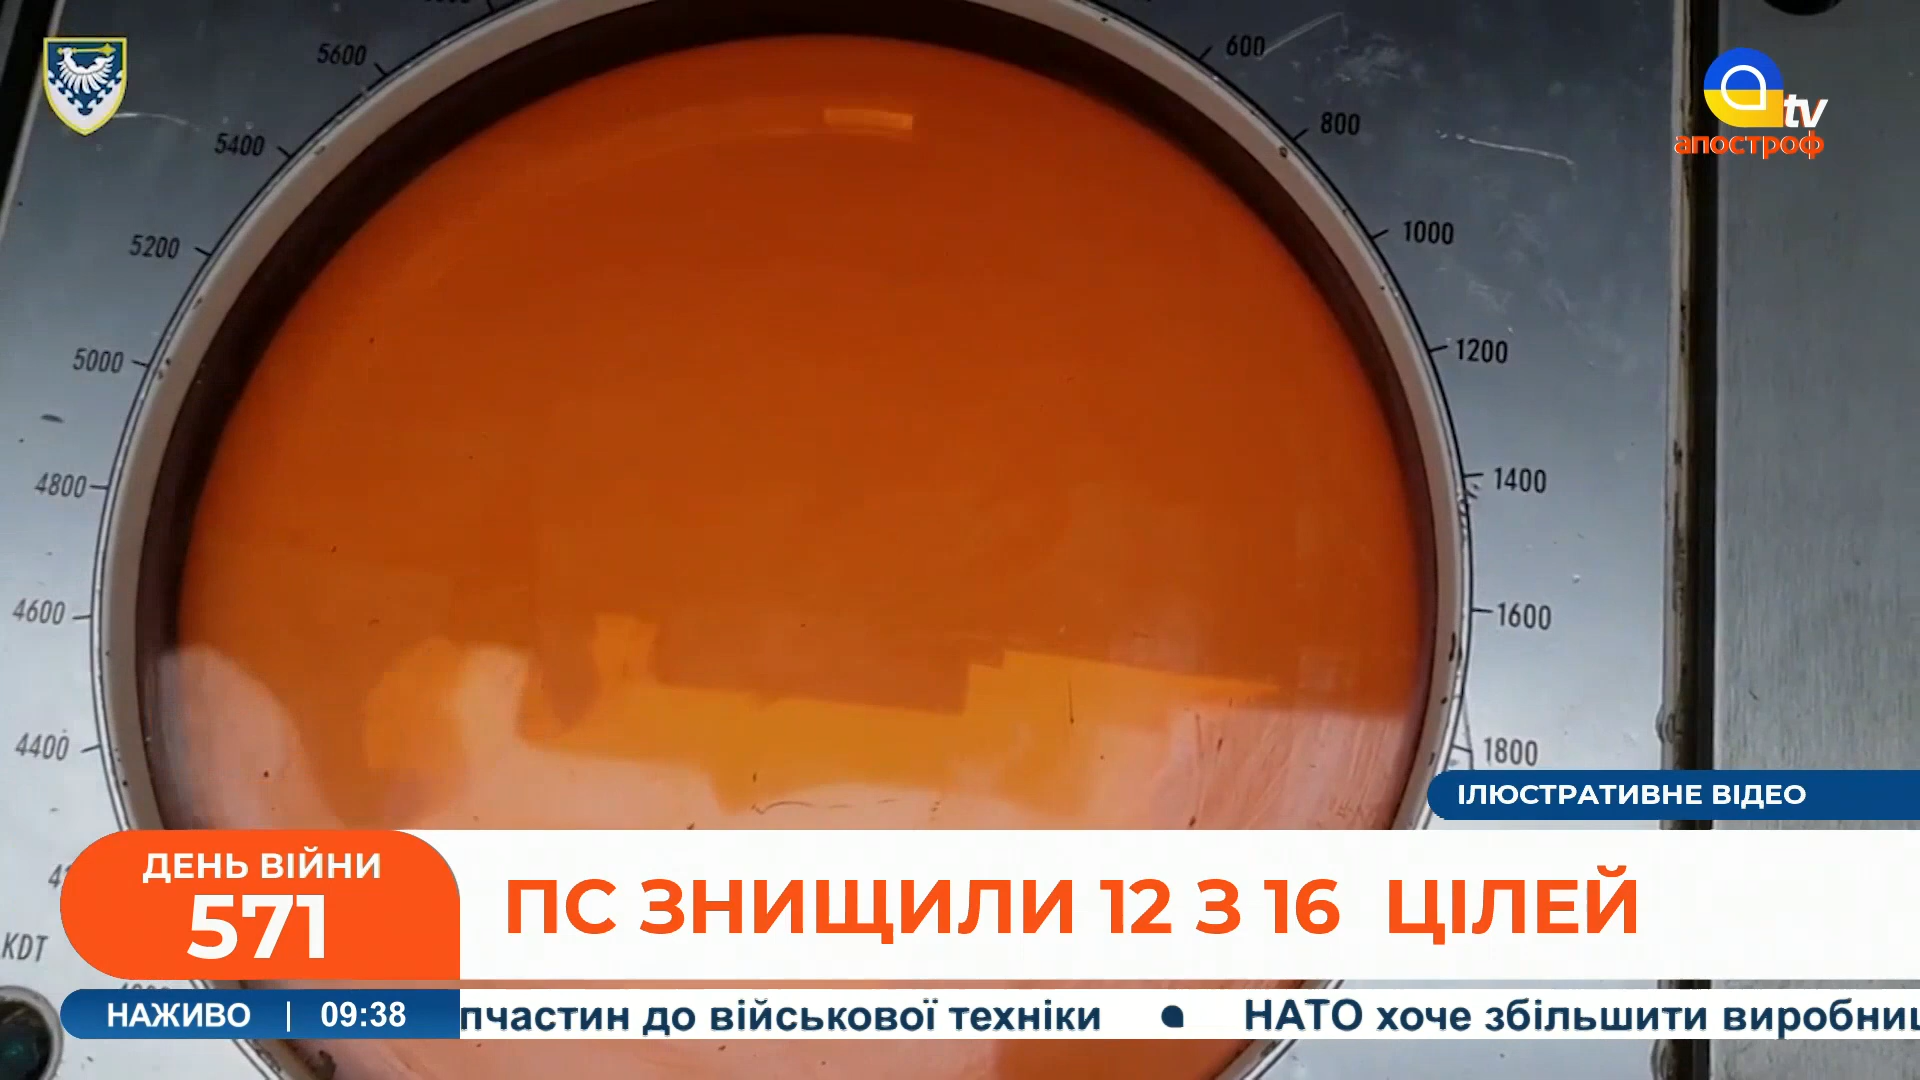 5600
600
tv
апостроф
5400
800
5200
1000
5000
1200
4800
1400
4600
1600
4400
1800
ІЛЮСТРАТИВНЕ ВІДЕО
ДЕНЬ ВІЙНИ
571
ПС ЗНИЩИЛИ 12 З 16 ЦІЛЕЙ
KDT
НАЖИВО | 09:38
пчастин до військової техніки • НАТО хоче збільшити виробниц